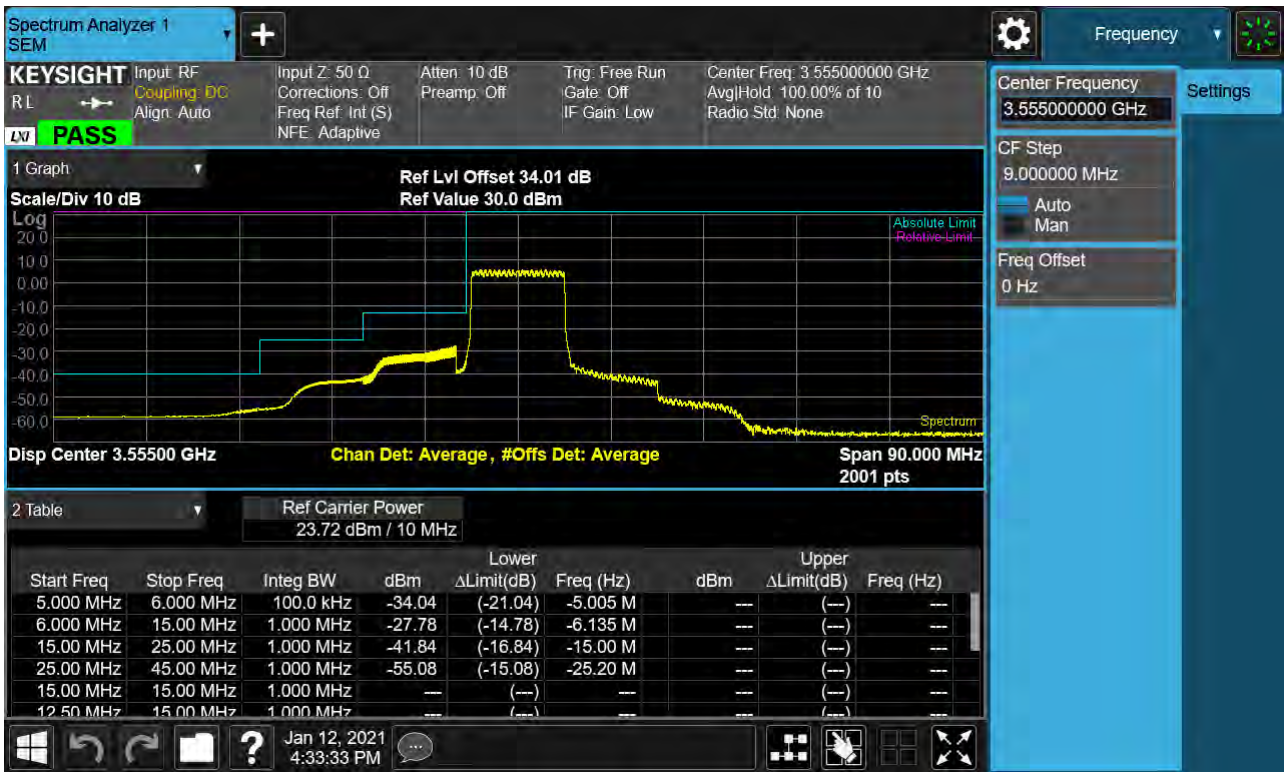 Spectrum Analyzer 1
SEM
Frequency
KEYSIGHT
R L
LXI
PASS
Input: RF
Coupling: DC
Align: Auto
Input Z: 50 Ω
Corrections: Off
Freq Ref: Int (S)
NFE: Adaptive
Atten: 10 dB
Preamp: Off
Trig: Free Run
Gate: Off
IF Gain: Low
Center Freq: 3.555000000 GHz
Avg|Hold: 100.00% of 10
Radio Std: None
Center Frequency
3.555000000 GHz
Settings
CF Step
9.000000 MHz
Auto
Man
Freq Offset
0 Hz
1 Graph
Scale/Div 10 dB
Ref Lvl Offset 34.01 dB
Ref Value 30.0 dBm
Log
20.0
10.0
0.00
-10.0
-20.0
-30.0
-40.0
-50.0
-60.0
Absolute Limit
Relative Limit
Spectrum
Disp Center 3.55500 GHz
Chan Det: Average, #Offs Det: Average
Span 90.000 MHz
2001 pts
2 Table
Ref Carrier Power
23.72 dBm / 10 MHz
Lower Upper
Start Freq Stop Freq Integ BW dBm ΔLimit(dB) Freq (Hz) dBm ΔLimit(dB) Freq (Hz)
5.000 MHz 6.000 MHz 100.0 kHz -34.04 (-21.04) -5.005 M --- (---) ---
6.000 MHz 15.00 MHz 1.000 MHz -27.78 (-14.78) -6.135 M --- (---) ---
15.00 MHz 25.00 MHz 1.000 MHz -41.84 (-16.84) -15.00 M --- (---) ---
25.00 MHz 45.00 MHz 1.000 MHz -55.08 (-15.08) -25.20 M --- (---) ---
15.00 MHz 15.00 MHz 1.000 MHz --- (---) --- --- (---) ---
12.50 MHz 15.00 MHz 1.000 MHz --- (---) --- --- (---) ---
?
Jan 12, 2021
4:33:33 PM